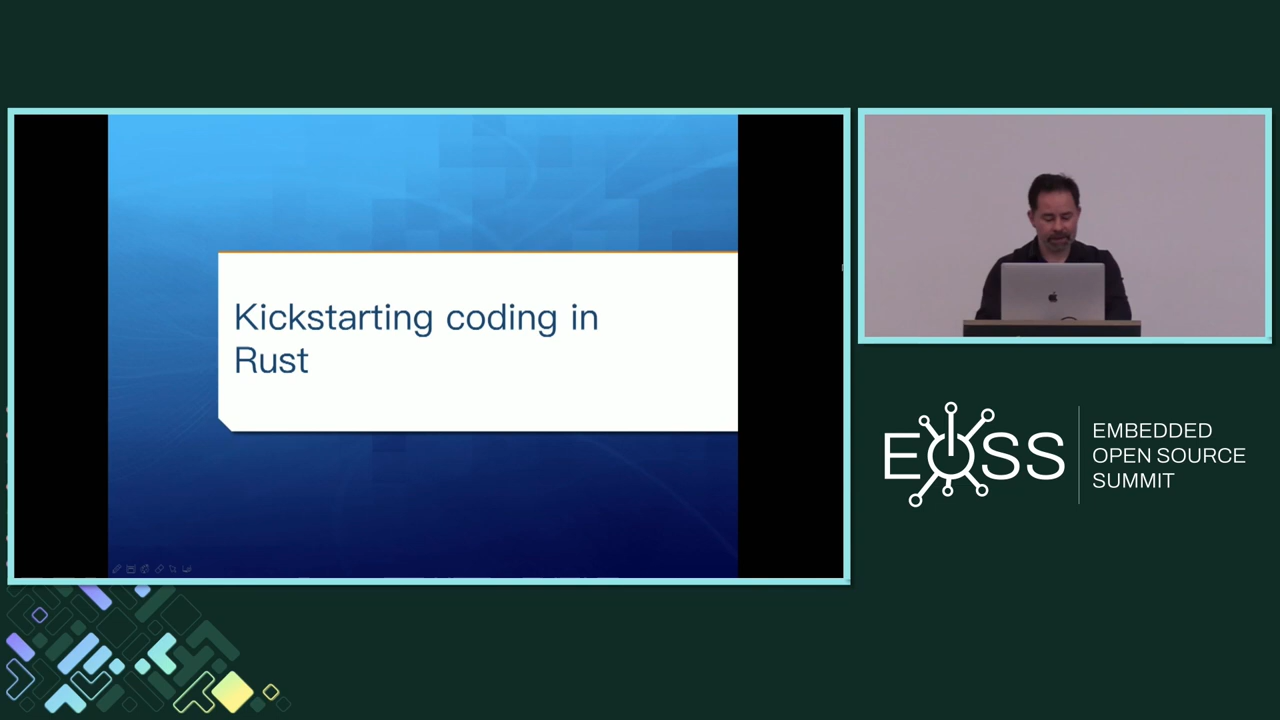 Kickstarting coding in
Rust
EOSS
EMBEDDED
OPEN SOURCE
SUMMIT